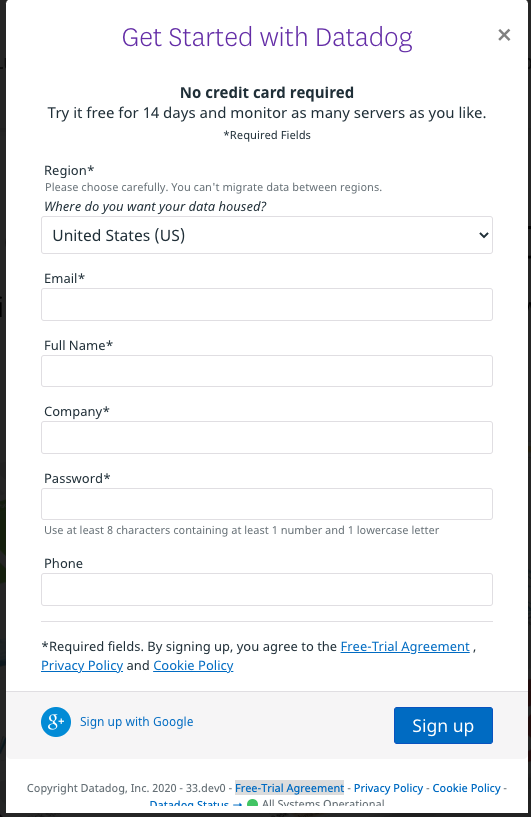 Get Started with Datadog
×
No credit card required
Try it free for 14 days and monitor as many servers as you like.
*Required Fields
Region*
Please choose carefully. You can't migrate data between regions.
Where do you want your data housed?
United States (US)
Email*
Full Name*
Company*
Password*
Use at least 8 characters containing at least 1 number and 1 lowercase letter
Phone
*Required fields. By signing up, you agree to the Free-Trial Agreement ,
Privacy Policy and Cookie Policy
g+ Sign up with Google
Sign up
Copyright Datadog, Inc. 2020 - 33.dev0 - Free-Trial Agreement - Privacy Policy - Cookie Policy -
Datadog Status → All Systems Operational